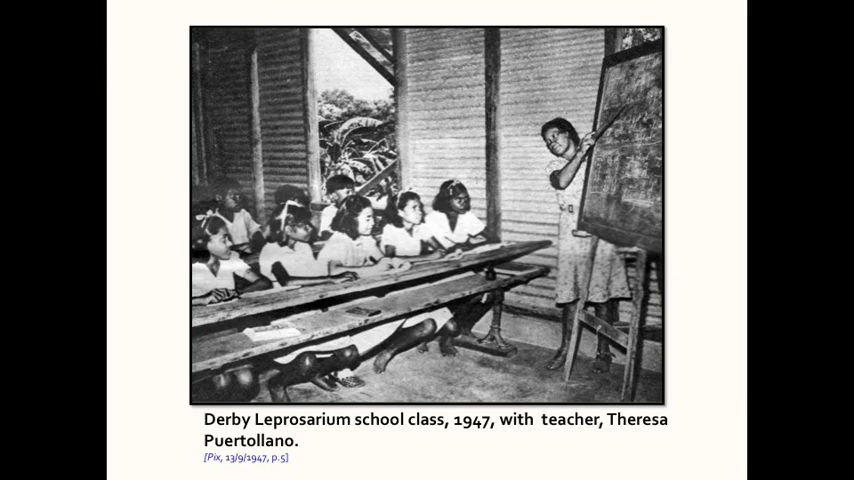 Derby Leprosarium school class, 1947, with teacher, Theresa
Puertollano.
[Pix, 13/9/1947, p.5]